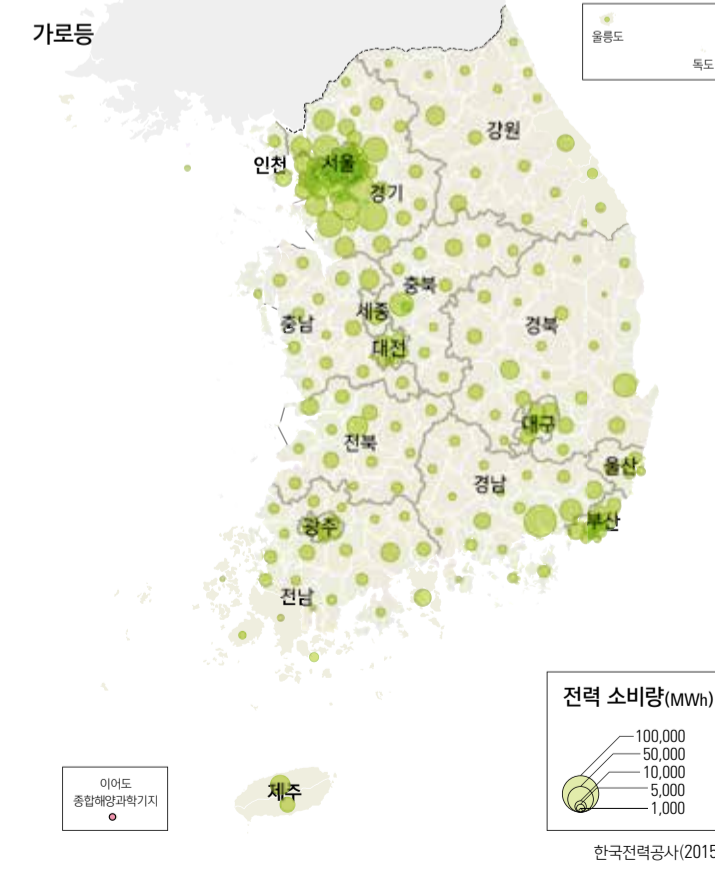 가로등
울릉도
독도
강원
인천
서울
경기
충북
세종
충남
경북
대전
대구
전북
울산
경남
부산
광주
전남
제주
이어도
종합해양과학기지
전력 소비량(MWh)
100,000
50,000
10,000
5,000
1,000
한국전력공사(2015